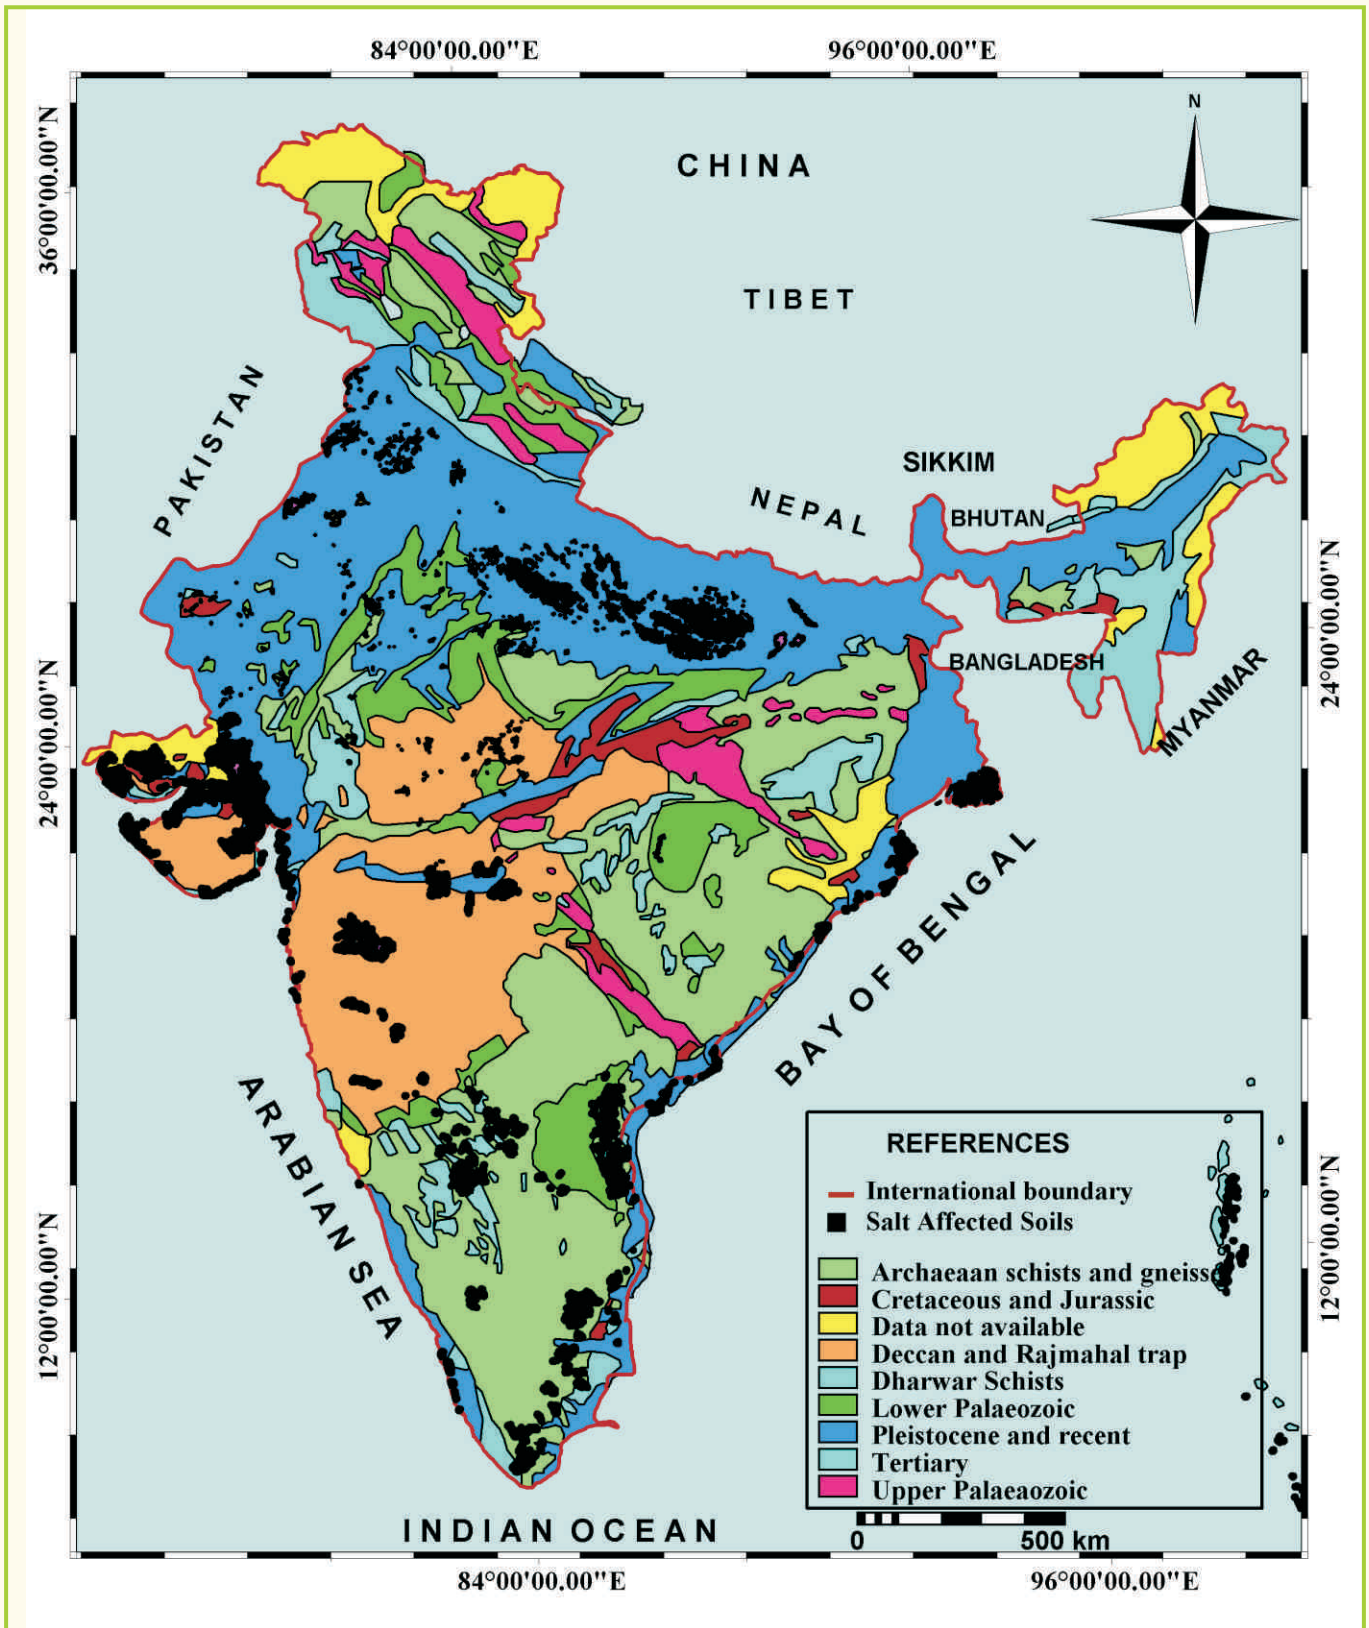 84°00'00.00"E
96°00'00.00"E
N
36°00'00.00"N
CHINA
TIBET
PAKISTAN
SIKKIM
NEPAL
BHUTAN
24°00'00.00"N
BANGLADESH
MYANMAR
24°00'00.00"N
BAY OF BENGAL
ARABIAN SEA
REFERENCES
International boundary
Salt Affected Soils
Archaeaan schists and gneiss
Cretaceous and Jurassic
Data not available
Deccan and Rajmahal trap
Dharwar Schists
Lower Palaeozoic
Pleistocene and recent
Tertiary
Upper Palaeaozoic
12°00'00.00"N
12°00'00.00"N
INDIAN OCEAN
0 500 km
84°00'00.00"E
96°00'00.00"E